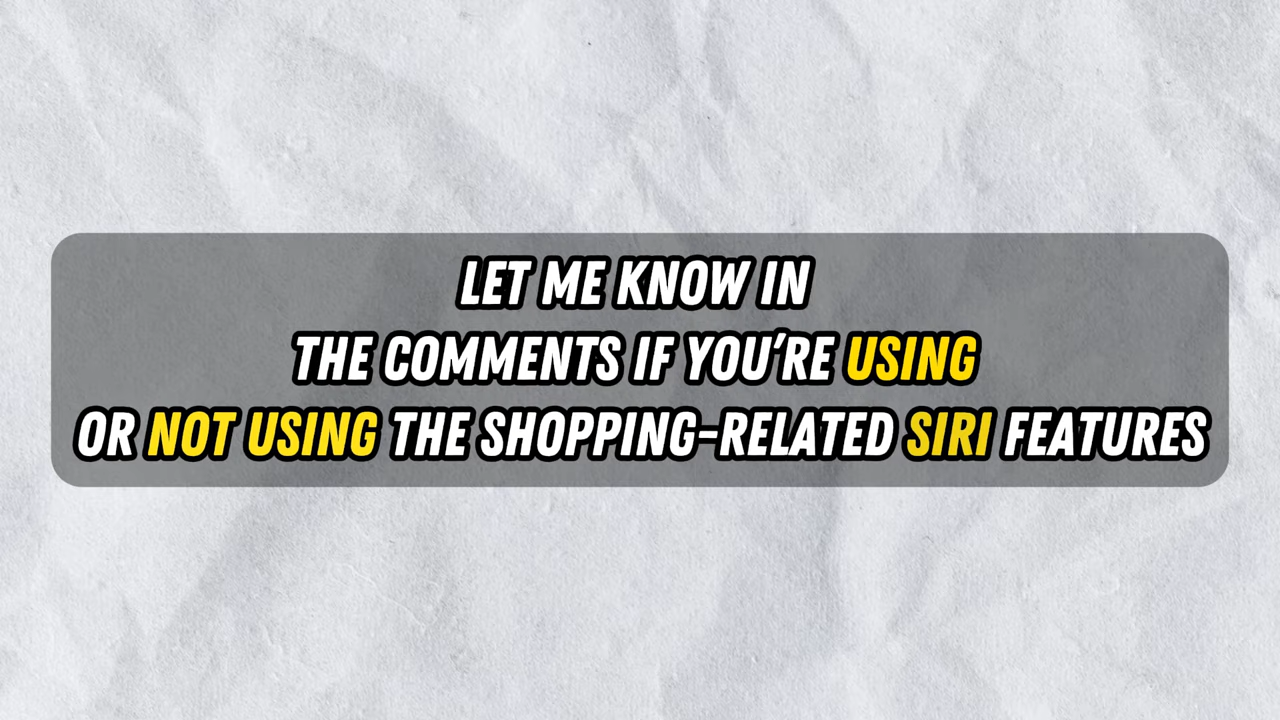 LET ME KNOW IN
THE COMMENTS IF YOU'RE USING
OR NOT USING THE SHOPPING-RELATED SIRI FEATURES